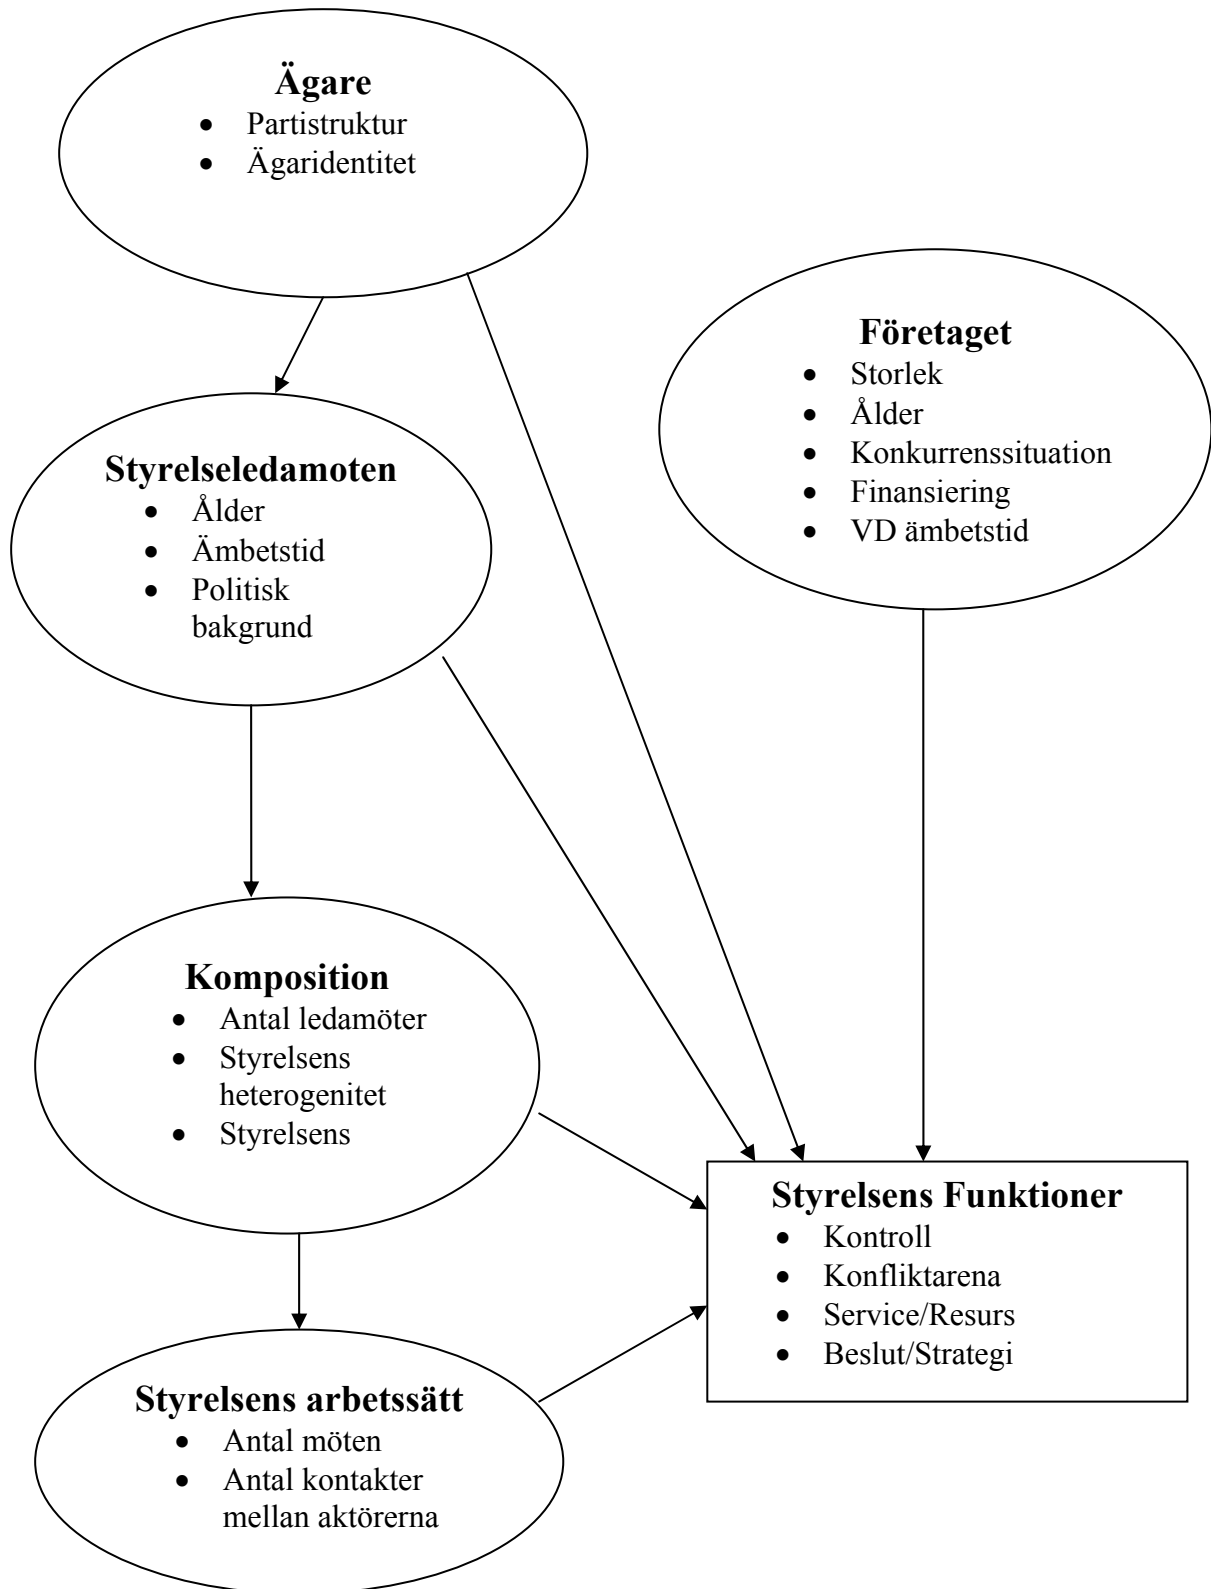 Ägare
• Partistruktur
• Ägaridentitet
Företaget
• Storlek
• Ålder
• Konkurrenssituation
• Finansiering
• VD ämbetstid
Styrelseledamoten
• Ålder
• Ämbetstid
• Politisk
bakgrund
Komposition
• Antal ledamöter
• Styrelsens
heterogenitet
• Styrelsens
Styrelsens Funktioner
• Kontroll
• Konfliktarena
• Service/Resurs
• Beslut/Strategi
Styrelsens arbetssätt
• Antal möten
• Antal kontakter
mellan aktörerna